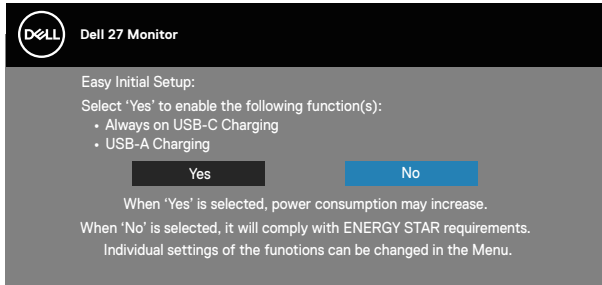 DELL
Dell 27 Monitor
Easy Initial Setup:
Select ‘Yes’ to enable the following function(s):
• Always on USB-C Charging
• USB-A Charging
Yes
No
When ‘Yes’ is selected, power consumption may increase.
When ‘No’ is selected, it will comply with ENERGY STAR requirements.
Individual settings of the funotions can be changed in the Menu.